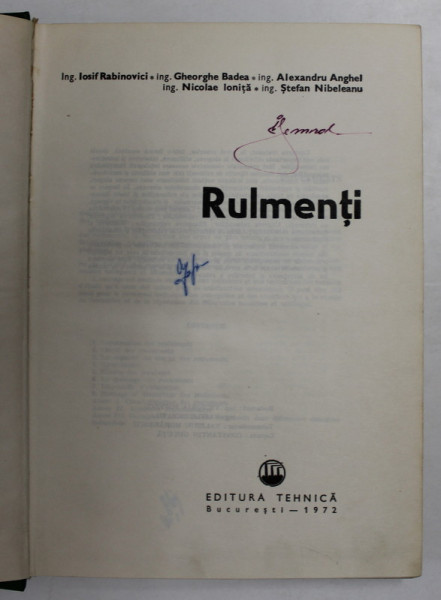 Ing. Iosif Rabinovici • ing. Gheorghe Badea • ing. Alexandru Anghel
ing. Nicolae Ioniță • ing. Ștefan Nibeleanu
Rulmenți
EDITURA TEHNICĂ
București — 1972